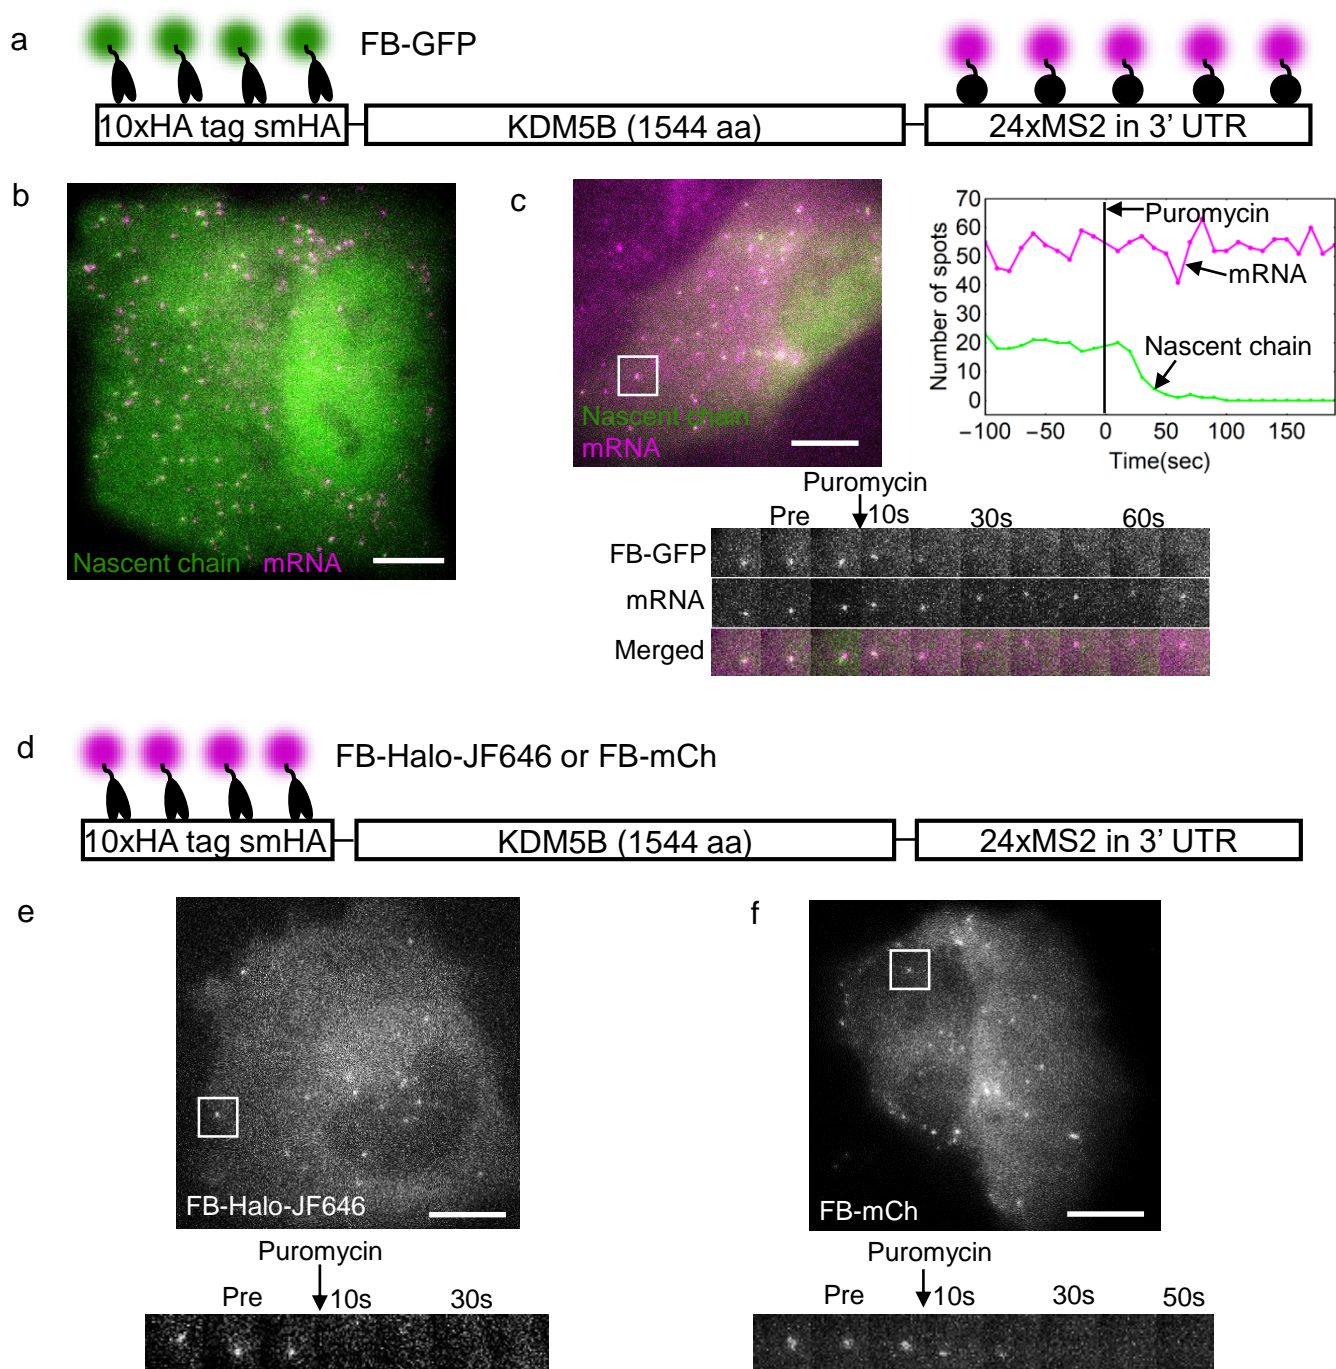 a
FB-GFP
10xHA tag smHA
KDM5B (1544 aa)
24xMS2 in 3' UTR
b
Nascent chain mRNA
c
Nascent chain
mRNA
70
60
50
40
30
20
10
0
Number of spots
Puromycin
mRNA
Nascent chain
−100 −50 0 50 100 150
Time(sec)
Puromycin
Pre 10s 30s 60s
FB-GFP
mRNA
Merged
d
FB-Halo-JF646 or FB-mCh
10xHA tag smHA
KDM5B (1544 aa)
24xMS2 in 3' UTR
e
FB-Halo-JF646
Puromycin
Pre 10s 30s
f
FB-mCh
Puromycin
Pre 10s 30s 50s